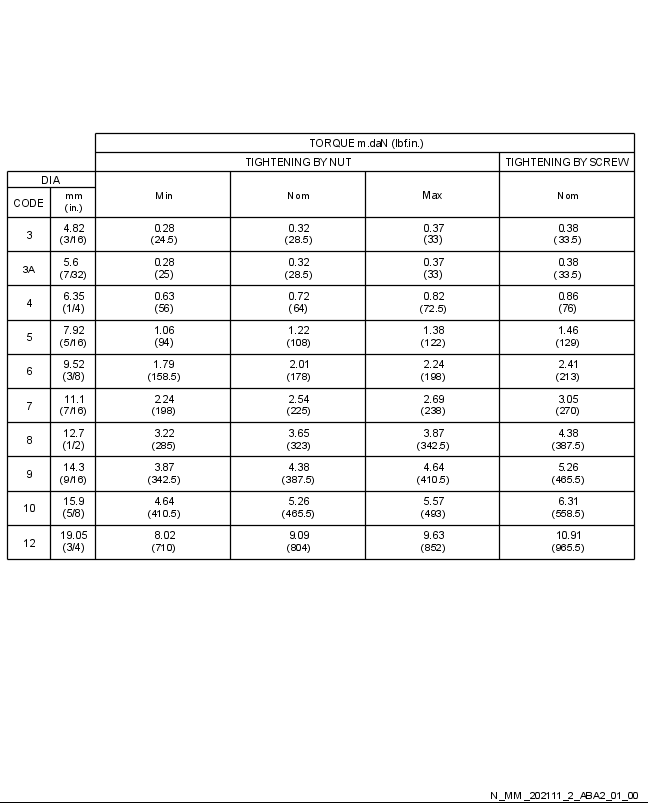 TORQUE m.daN (lbf.in.)
TIGHTENING BY NUT TIGHTENING BY SCREW
DIA
CODE mm (in.) Min Nom Max Nom
3 4.82 0.28 0.32 0.37 0.38
(3/16) (24.5) (28.5) (33) (33.5)
3A 5.6 0.28 0.32 0.37 0.38
(7/32) (25) (28.5) (33) (33.5)
4 6.35 0.63 0.72 0.82 0.86
(1/4) (56) (64) (72.5) (76)
5 7.92 1.06 1.22 1.38 1.46
(5/16) (94) (108) (122) (129)
6 9.52 1.79 2.01 2.24 2.41
(3/8) (158.5) (178) (198) (213)
7 11.1 2.24 2.54 2.69 3.05
(7/16) (198) (225) (238) (270)
8 12.7 3.22 3.65 3.87 4.38
(1/2) (285) (323) (342.5) (387.5)
9 14.3 3.87 4.38 4.64 5.26
(9/16) (342.5) (387.5) (410.5) (465.5)
10 15.9 4.64 5.26 5.57 6.31
(5/8) (410.5) (465.5) (493) (558.5)
12 19.05 8.02 9.09 9.63 10.91
(3/4) (710) (804) (852) (965.5)
N_MM_202111_2_ABA2_01_00